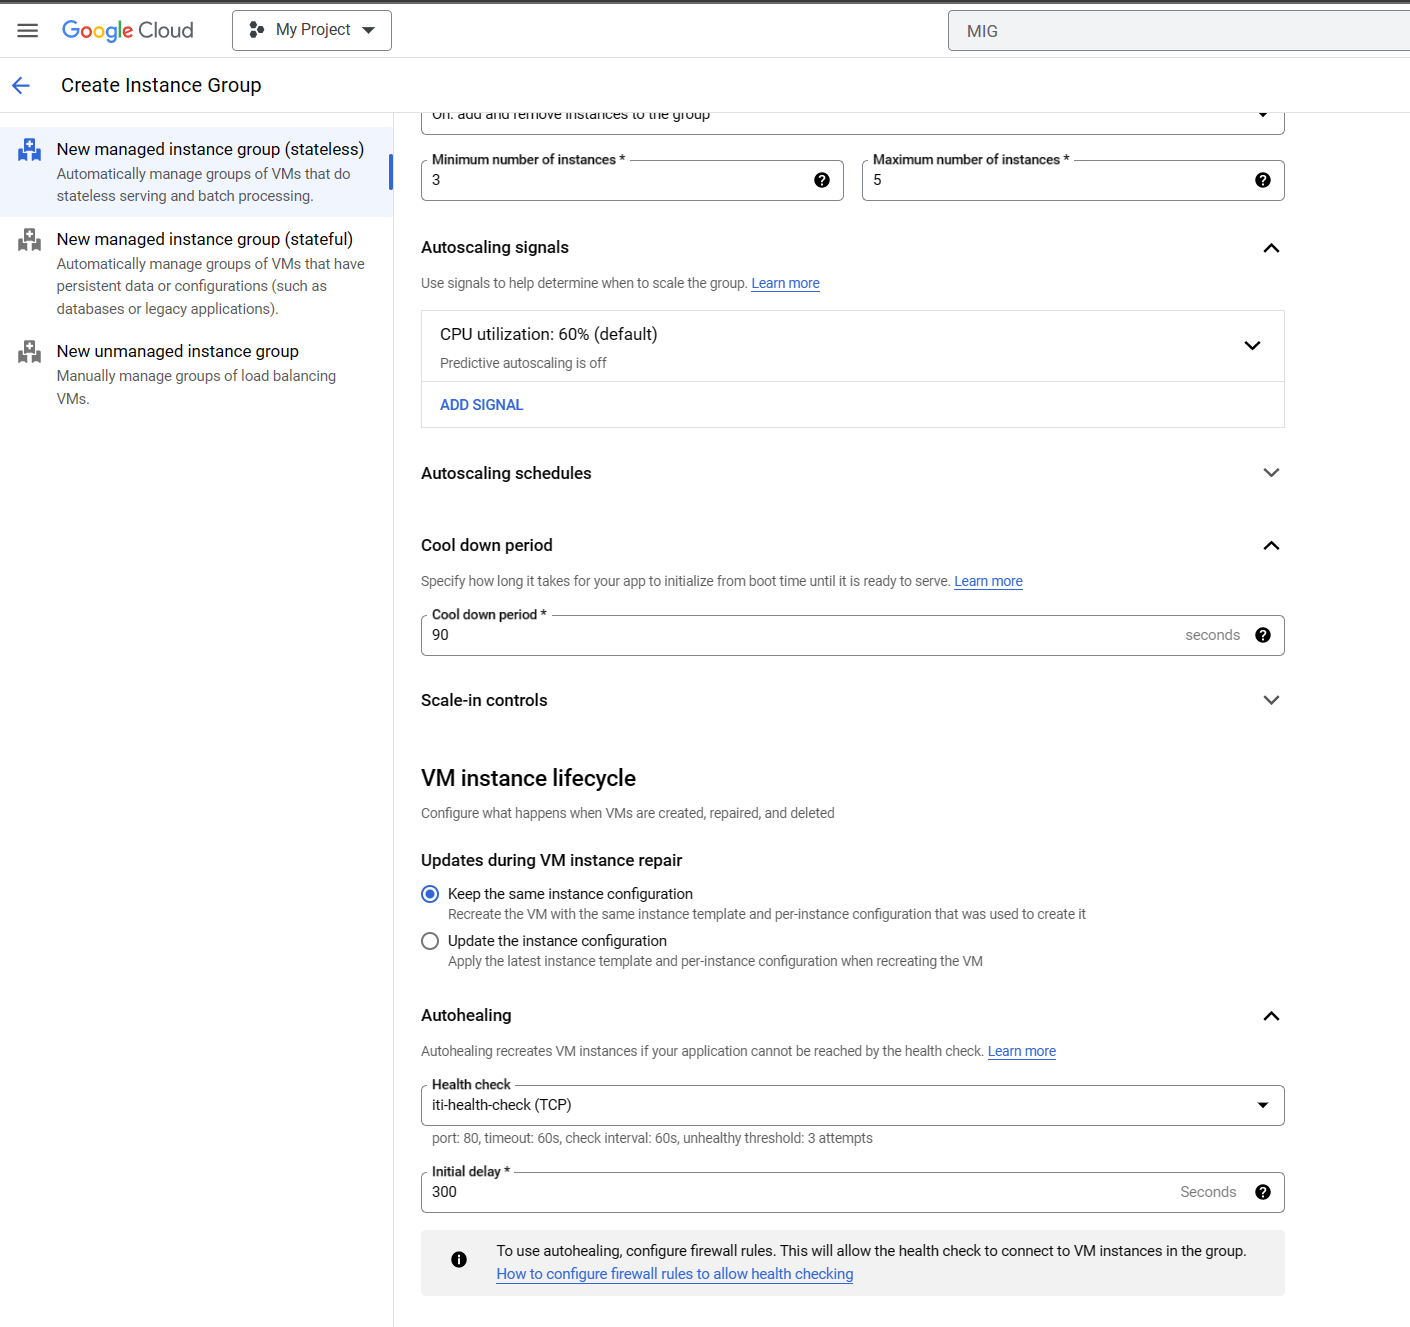 Google Cloud
My Project
MIG
Create Instance Group
New managed instance group (stateless)
Automatically manage groups of VMs that do
stateless serving and batch processing.
New managed instance group (stateful)
Automatically manage groups of VMs that have
persistent data or configurations (such as
databases or legacy applications).
New unmanaged instance group
Manually manage groups of load balancing
VMs.
On: add and remove instances to the group
Minimum number of instances *
3
Maximum number of instances *
5
Autoscaling signals
Use signals to help determine when to scale the group. Learn more
CPU utilization: 60% (default)
Predictive autoscaling is off
ADD SIGNAL
Autoscaling schedules
Cool down period
Specify how long it takes for your app to initialize from boot time until it is ready to serve. Learn more
Cool down period *
90 seconds
Scale-in controls
VM instance lifecycle
Configure what happens when VMs are created, repaired, and deleted
Updates during VM instance repair
Keep the same instance configuration
Recreate the VM with the same instance template and per-instance configuration that was used to create it
Update the instance configuration
Apply the latest instance template and per-instance configuration when recreating the VM
Autohealing
Autohealing recreates VM instances if your application cannot be reached by the health check. Learn more
Health check
iti-health-check (TCP)
port: 80, timeout: 60s, check interval: 60s, unhealthy threshold: 3 attempts
Initial delay *
300 Seconds
To use autohealing, configure firewall rules. This will allow the health check to connect to VM instances in the group.
How to configure firewall rules to allow health checking